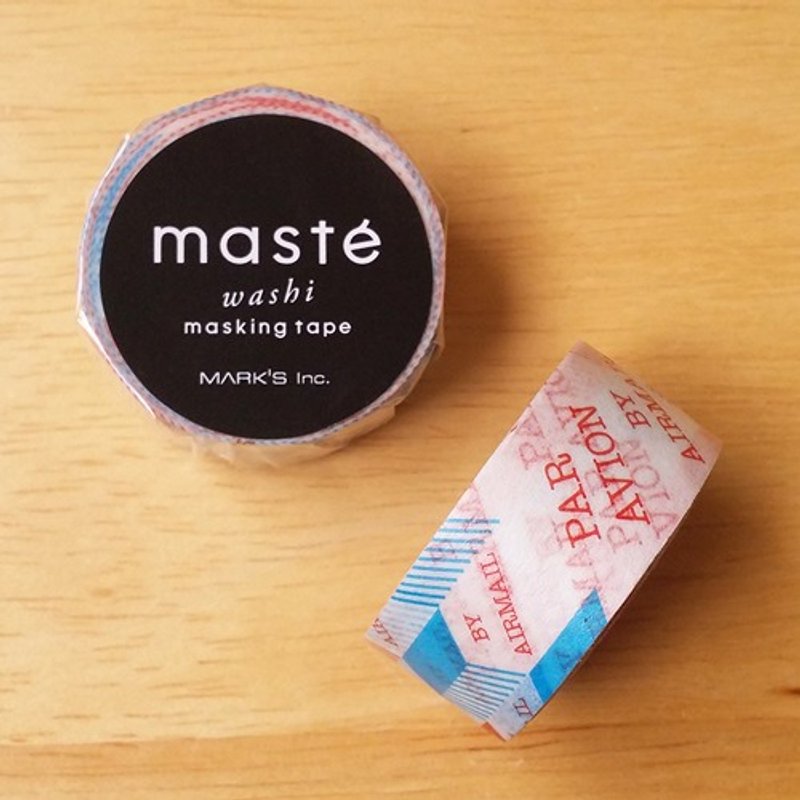 masté
washi
masking tape
MARK'S Inc.
PAR
AVION
BY
AIRMAIL
BY
AIRMAIL